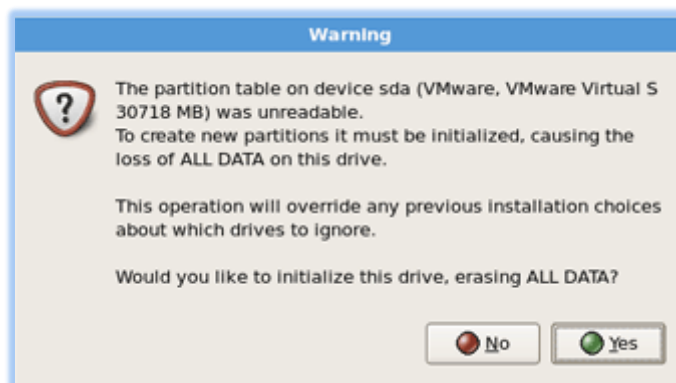 Warning
The partition table on device sda (VMware, VMware Virtual S
30718 MB) was unreadable.
To create new partitions it must be initialized, causing the
loss of ALL DATA on this drive.
This operation will override any previous installation choices
about which drives to ignore.
Would you like to initialize this drive, erasing ALL DATA?
No
Yes